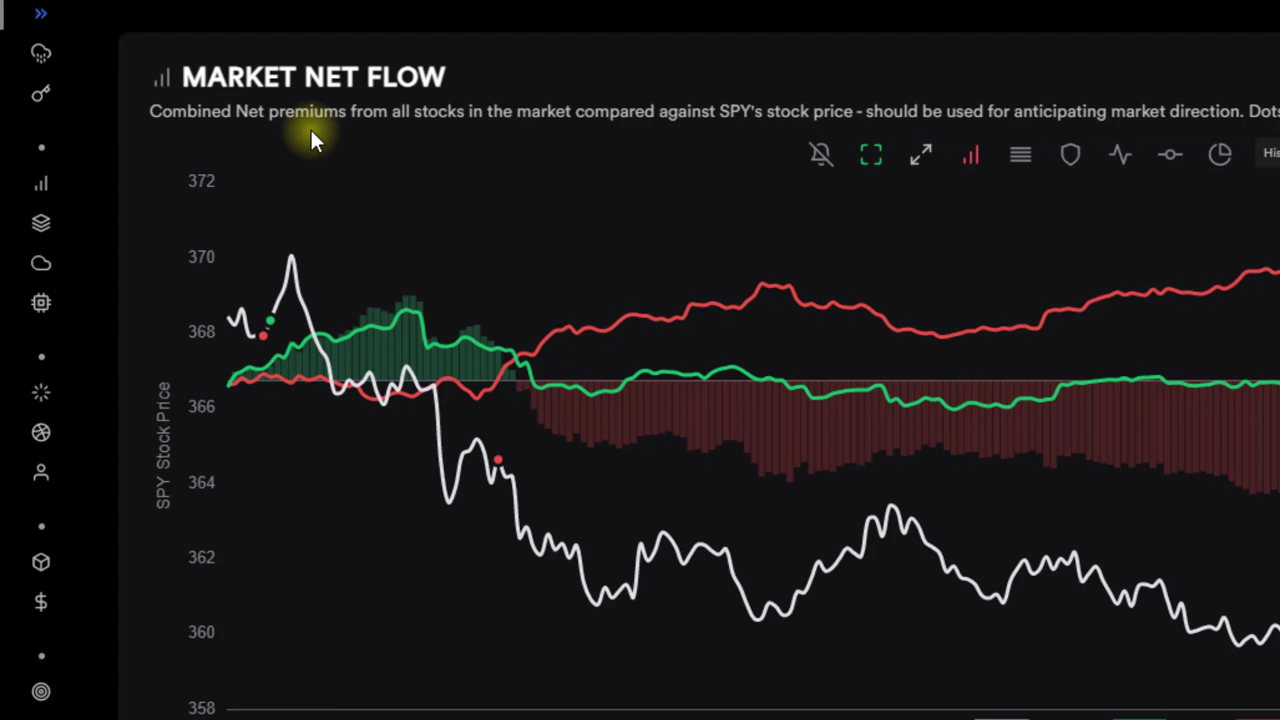 MARKET NET FLOW
Combined Net premiums from all stocks in the market compared against SPY's stock price - should be used for anticipating market direction. Dots
His
372
370
368
366
364
362
360
358
SPY Stock Price